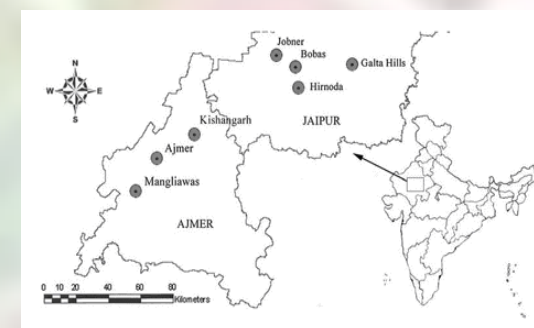 Jobner
Bobas
Galta Hills
Hirnoda
JAIPUR
N
W E
S
Kishangarh
Ajmer
Mangliawas
AJMER
0 10 20 40 60 80
Kilometers